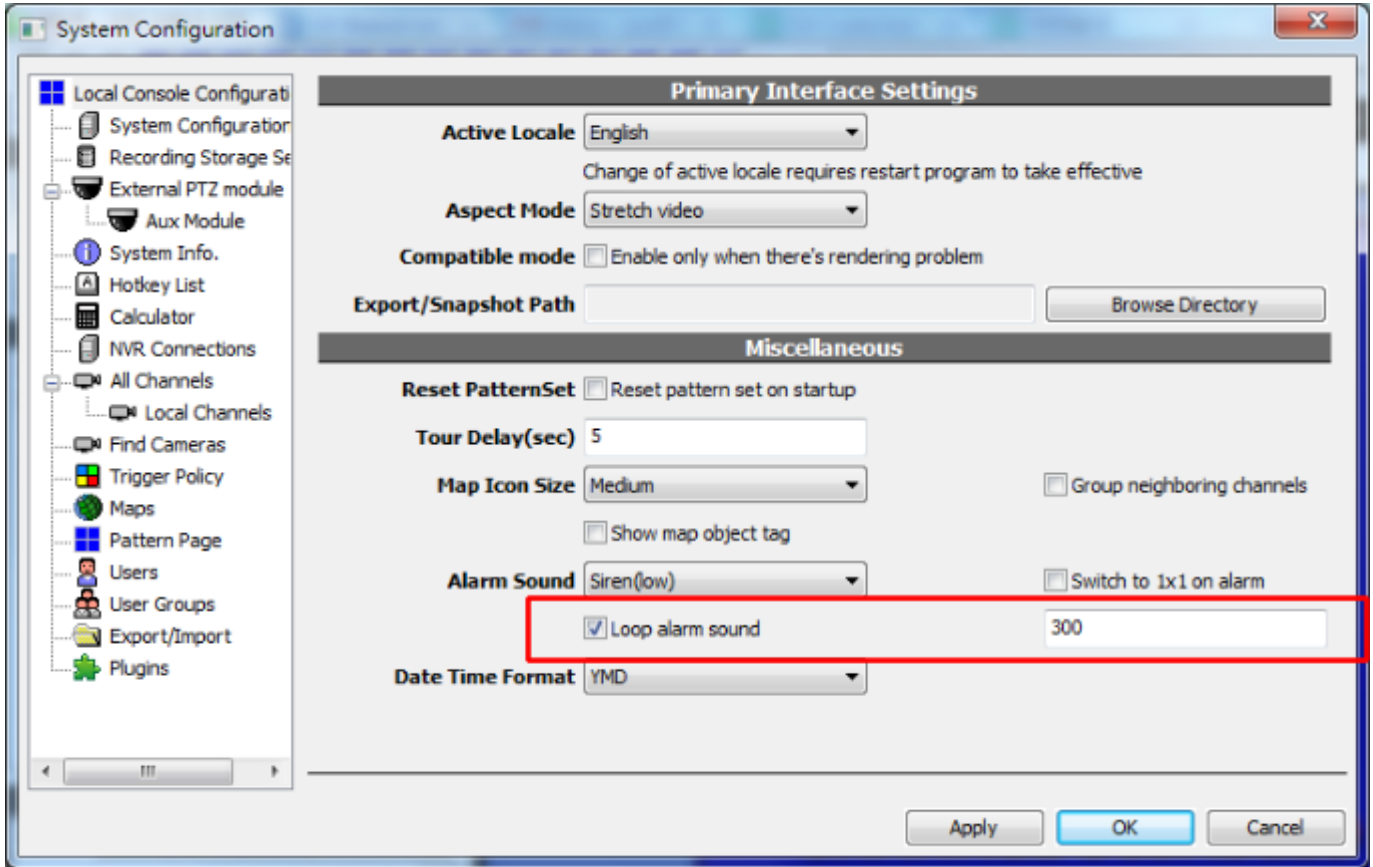 System Configuration
Local Console Configurati
System Configuration
Recording Storage Se
External PTZ module
Aux Module
System Info.
Hotkey List
Calculator
NVR Connections
All Channels
Local Channels
Find Cameras
Trigger Policy
Maps
Pattern Page
Users
User Groups
Export/Import
Plugins
Primary Interface Settings
Active Locale English
Change of active locale requires restart program to take effective
Aspect Mode Stretch video
Compatible mode Enable only when there's rendering problem
Export/Snapshot Path Browse Directory
Miscellaneous
Reset PatternSet Reset pattern set on startup
Tour Delay(sec) 5
Map Icon Size Medium Group neighboring channels
Show map object tag
Alarm Sound Siren(low) Switch to 1x1 on alarm
Loop alarm sound 300
Date Time Format YMD
Apply OK Cancel